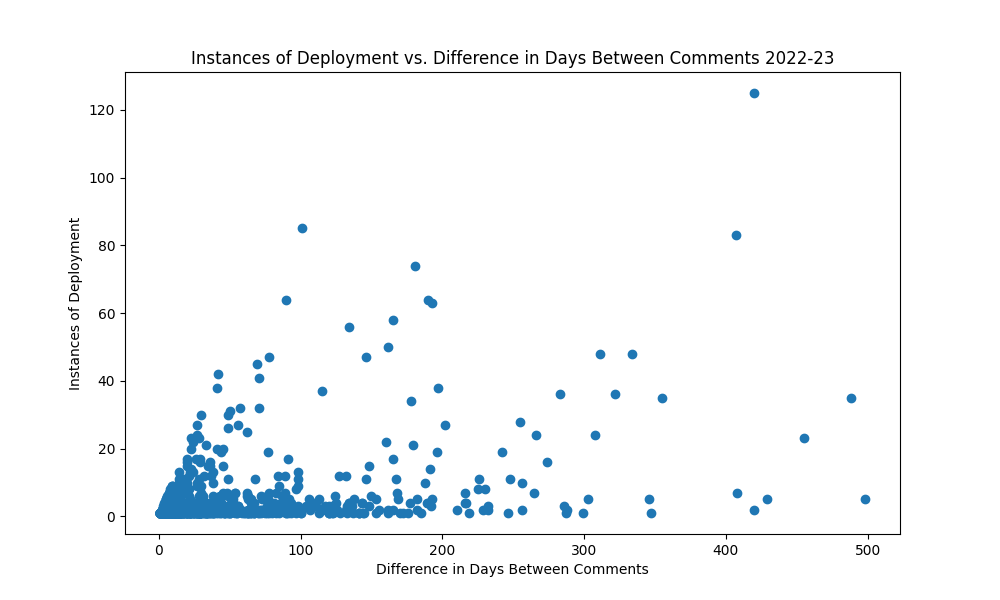 Instances of Deployment vs. Difference in Days Between Comments 2022-23
Instances of Deployment
120
100
80
60
40
20
0
0 100 200 300 400 500
Difference in Days Between Comments